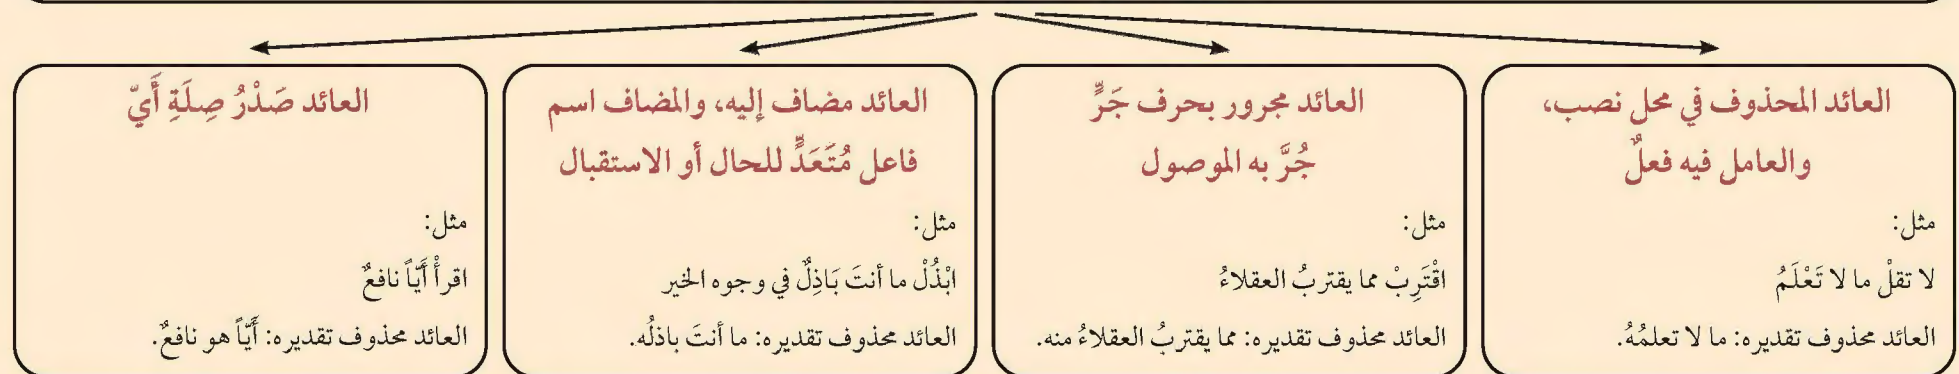 العائد المحذوف في محل نصب،
والعامل فيه فعلٌ
مثل:
لا تقلْ ما لا تَعْلَمُ
العائد محذوف تقديره: ما لا تعلمُهُ.
العائد مجرور بحرف جَرٍّ
جُرَّ به الموصول
مثل:
اقْتَرِبْ مما يقتربُ العقلاءُ
العائد محذوف تقديره: مما يقتربُ العقلاءُ منه.
العائد مضاف إليه، والمضاف اسم
فاعل مُتَعَدٍّ للحال أو الاستقبال
مثل:
ابْذُلْ ما أنتَ بَاذِلٌ في وجوه الخير
العائد محذوف تقديره: ما أنتَ باذلُه.
العائد صَدْرُ صِلَةِ أَيّ
مثل:
اقرأْ أَيّاً نافعٌ
العائد محذوف تقديره: أَيّاً هو نافعٌ.